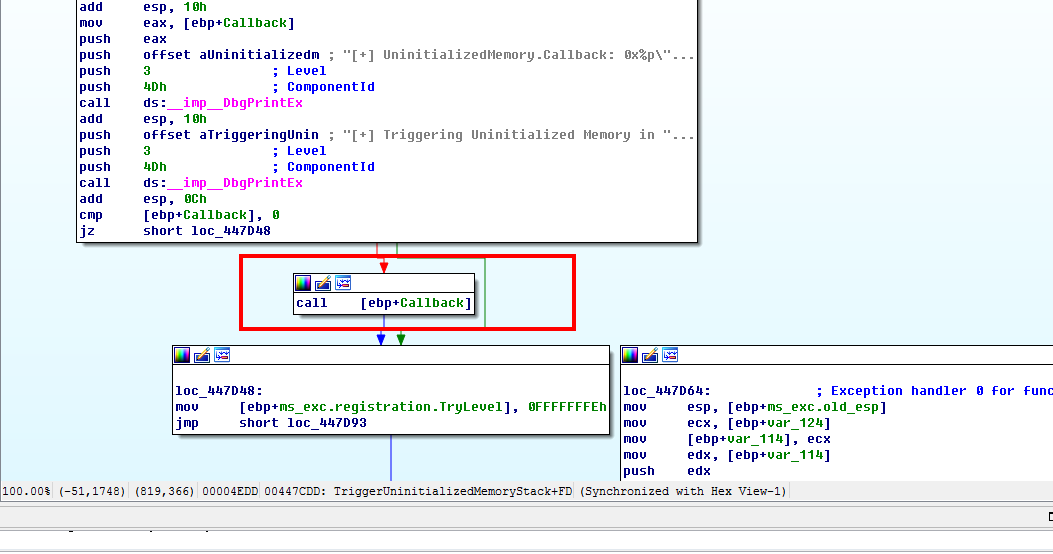 add esp, 10h
mov eax, [ebp+Callback]
push eax
push offset aUninitializedm ; "[+] UninitializedMemory.Callback: 0x%p\"...
push 3 ; Level
push 4Dh ; ComponentId
call ds:__imp__DbgPrintEx
add esp, 10h
push offset aTriggeringUnin ; "[+] Triggering Uninitialized Memory in "...
push 3 ; Level
push 4Dh ; ComponentId
call ds:__imp__DbgPrintEx
add esp, 0Ch
cmp [ebp+Callback], 0
jz short loc_447D48
call [ebp+Callback]
loc_447D48:
mov [ebp+ms_exc.registration.TryLevel], 0FFFFFFFEh
jmp short loc_447D93
loc_447D64: ; Exception handler 0 for func
mov esp, [ebp+ms_exc.old_esp]
mov ecx, [ebp+var_124]
mov [ebp+var_114], ecx
mov edx, [ebp+var_114]
push edx
100.00% (-51,1748) (819,366) 00004EDD 00447CDD: TriggerUninitializedMemoryStack+FD (Synchronized with Hex View-1)